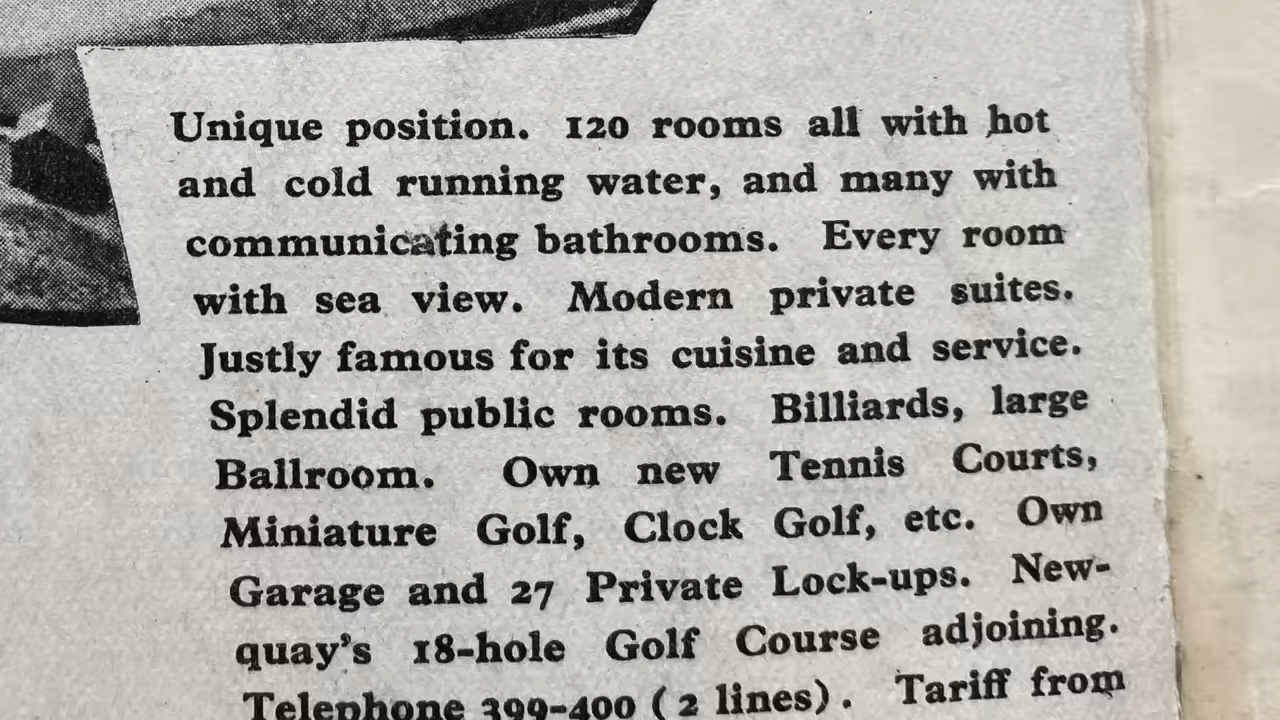 Unique position. 120 rooms all with hot
and cold running water, and many with
communicating bathrooms. Every room
with sea view. Modern private suites.
Justly famous for its cuisine and service.
Splendid public rooms. Billiards, large
Ballroom. Own new Tennis Courts,
Miniature Golf, Clock Golf, etc. Own
Garage and 27 Private Lock-ups. New-
quay's 18-hole Golf Course adjoining.
Telephone 399-400 (2 lines). Tariff from